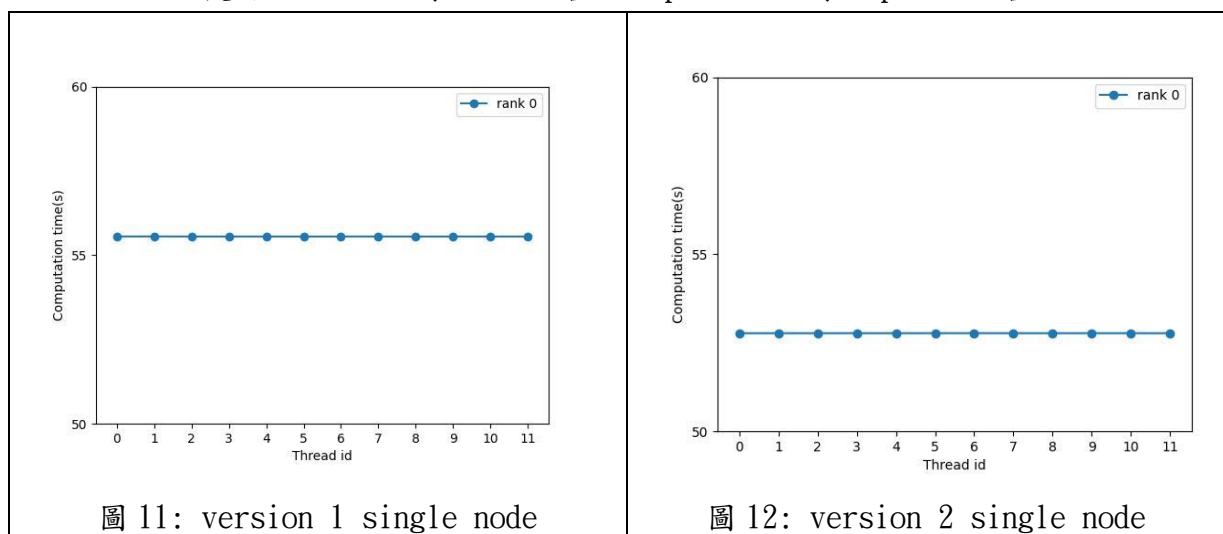 60
55
50
Computation time(s)
rank 0
0 1 2 3 4 5 6 7 8 9 10 11
Thread id
圖 11: version 1 single node
60
55
50
Computation time(s)
rank 0
0 1 2 3 4 5 6 7 8 9 10 11
Thread id
圖 12: version 2 single node